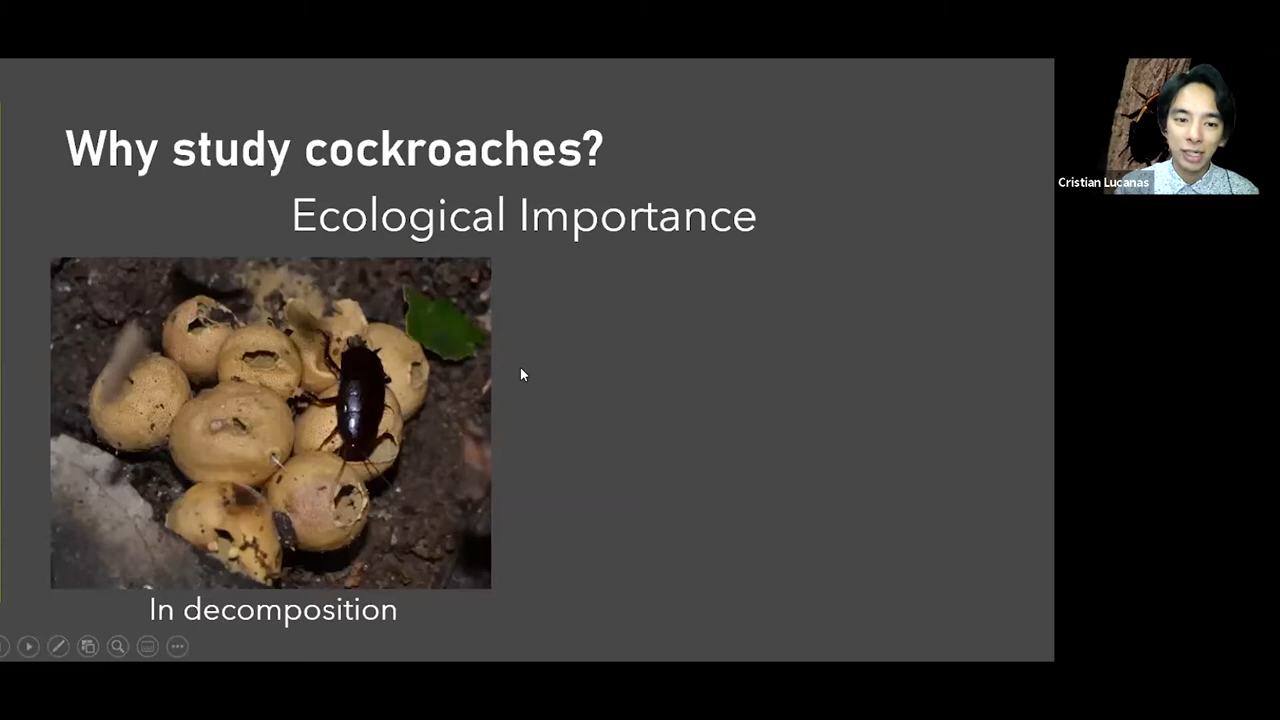 Why study cockroaches?
Ecological Importance
Cristian Lucanas
In decomposition